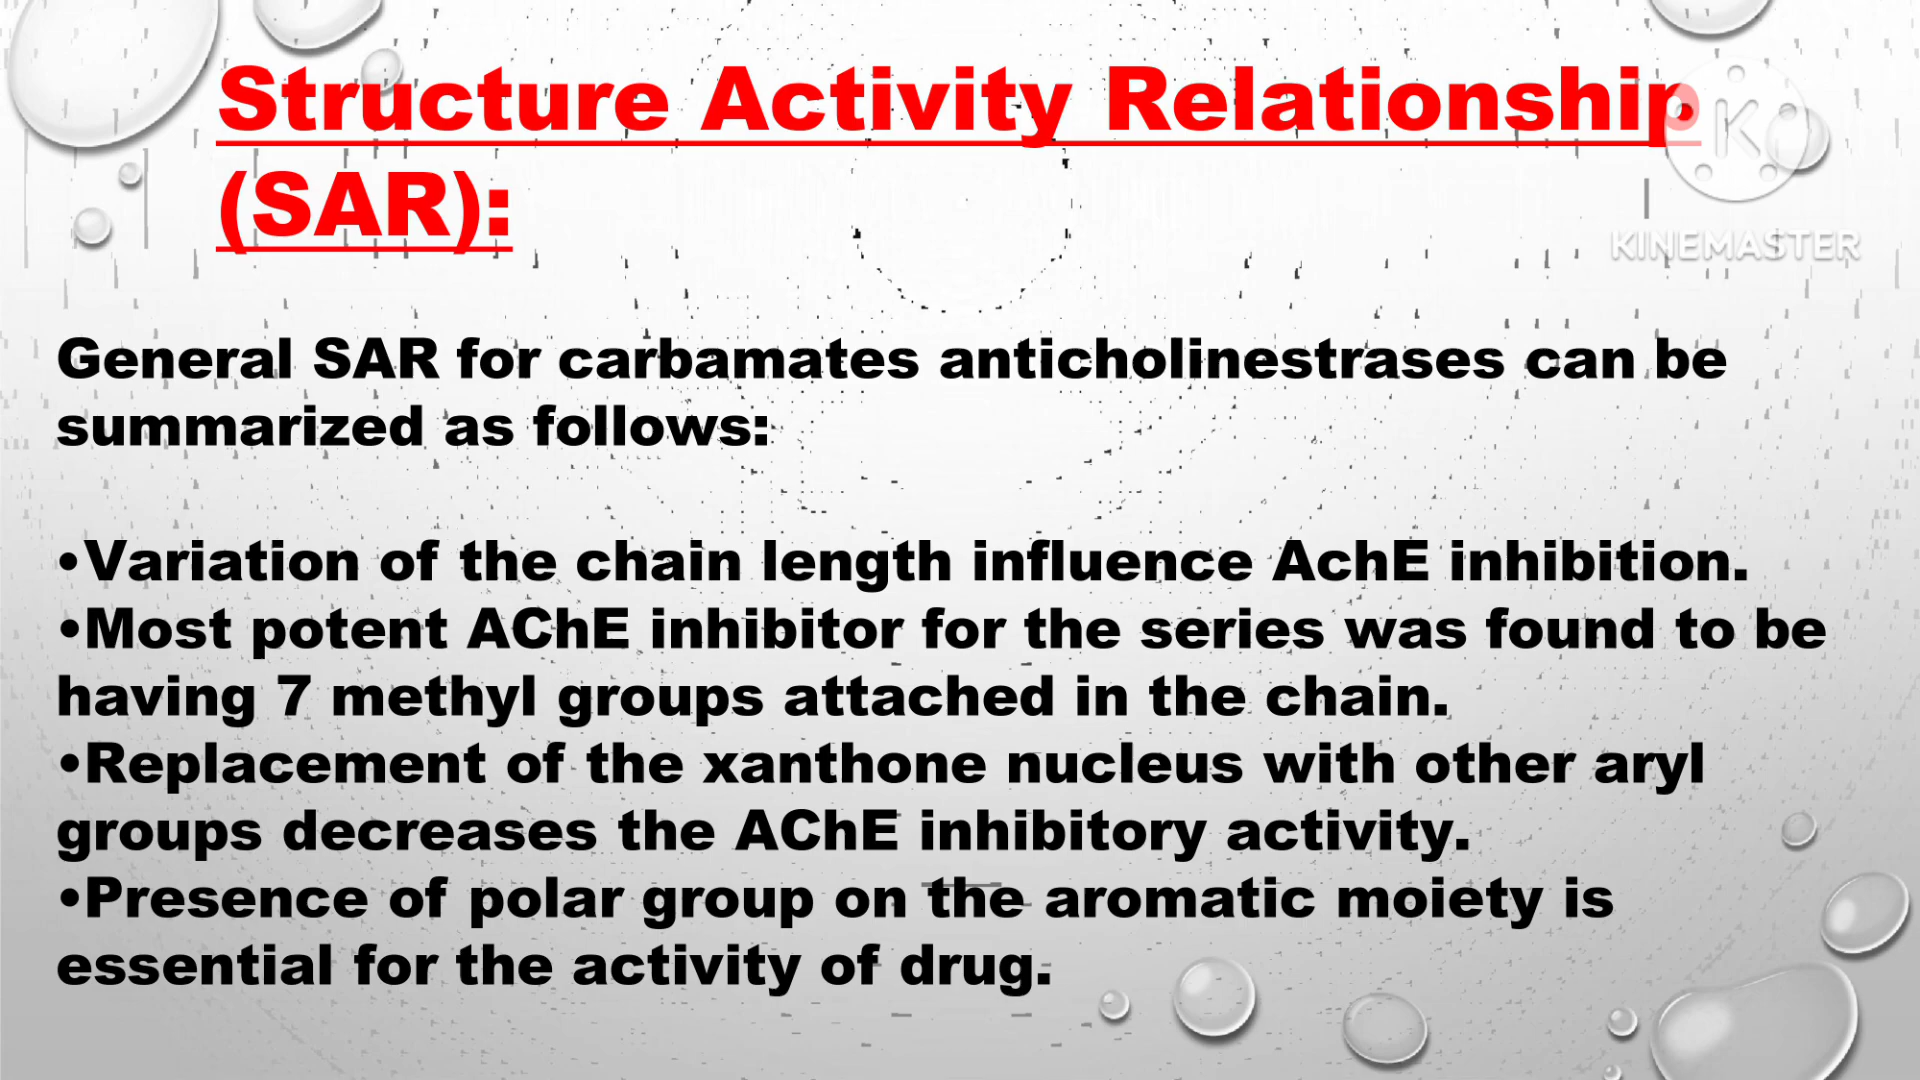 Structure Activity Relationship
(SAR):
K
KINEMASTER
General SAR for carbamates anticholinestrases can be
summarized as follows:
•Variation of the chain length influence AchE inhibition.
•Most potent AChE inhibitor for the series was found to be
having 7 methyl groups attached in the chain.
•Replacement of the xanthone nucleus with other aryl
groups decreases the AChE inhibitory activity.
•Presence of polar group on the aromatic moiety is
essential for the activity of drug.